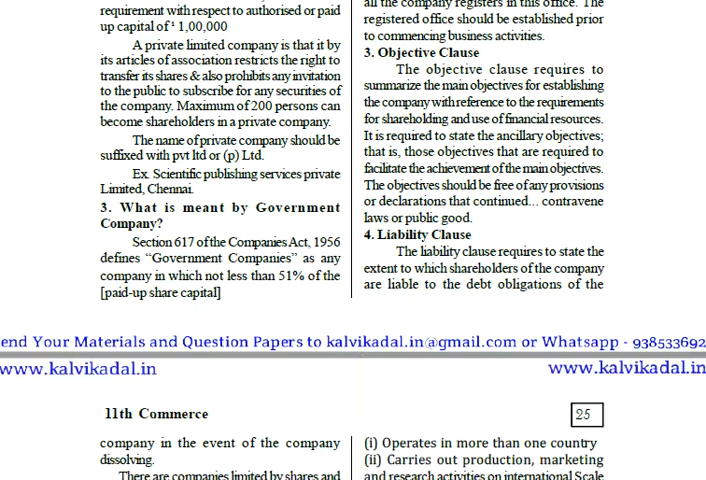 requirement with respect to authorised or paid
up capital of ¹ 1,00,000
A private limited company is that it by
its articles of association restricts the right to
transfer its shares & also prohibits any invitation
to the public to subscribe for any securities of
the company. Maximum of 200 persons can
become shareholders in a private company.
The name of private company should be
suffixed with pvt ltd or (p) Ltd.
Ex. Scientific publishing services private
Limited, Chennai.
3. What is meant by Government
Company?
Section 617 of the Companies Act, 1956
defines “Government Companies” as any
company in which not less than 51% of the
[paid-up share capital]
all the company registers in this office. The
registered office should be established prior
to commencing business activities.
3. Objective Clause
The objective clause requires to
summarize the main objectives for establishing
the company with reference to the requirements
for shareholding and use of financial resources.
It is required to state the ancillary objectives;
that is, those objectives that are required to
facilitate the achievement of the main objectives.
The objectives should be free of any provisions
or declarations that continued... contravene
laws or public good.
4. Liability Clause
The liability clause requires to state the
extent to which shareholders of the company
are liable to the debt obligations of the
end Your Materials and Question Papers to kalvikadal.in@gmail.com or Whatsapp - 938533692
www.kalvikadal.in www.kalvikadal.in
11th Commerce 25
company in the event of the company
dissolving.
There are companies limited by shares and
(i) Operates in more than one country
(ii) Carries out production, marketing
and research activities on international Scale